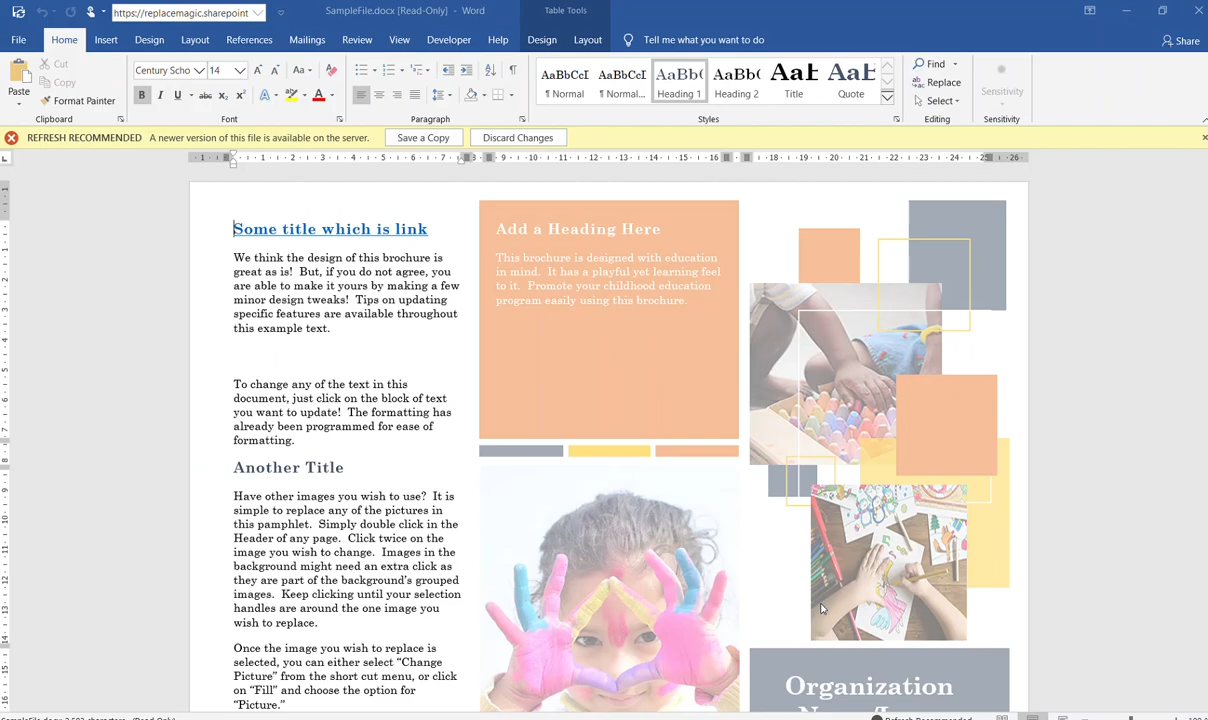 https://replacemagic.sharepoint
SampleFile.docx [Read-Only] - Word
Table Tools
File Home Insert Design Layout References Mailings Review View Developer Help Design Layout Tell me what you want to do Share
Paste
Cut
Copy
Format Painter
Century Scho 14
Aa
B I U abc x₂ x² A A
AaBbCcI
¶ Normal
AaBbCcI
¶ Normal...
AaBb(
Heading 1
AaBbC
Heading 2
AaB
Title
AaBb
Quote
Find
Replace
Select
Sensitivity
Clipboard Font Paragraph Styles Editing Sensitivity
REFRESH RECOMMENDED A newer version of this file is available on the server. Save a Copy Discard Changes
Some title which is link
We think the design of this brochure is
great as is! But, if you do not agree, you
are able to make it yours by making a few
minor design tweaks! Tips on updating
specific features are available throughout
this example text.
To change any of the text in this
document, just click on the block of text
you want to update! The formatting has
already been programmed for ease of
formatting.
Another Title
Have other images you wish to use? It is
simple to replace any of the pictures in
this pamphlet. Simply double click in the
Header of any page. Click twice on the
image you wish to change. Images in the
background might need an extra click as
they are part of the background's grouped
images. Keep clicking until your selection
handles are around the one image you
wish to replace.
Once the image you wish to replace is
selected, you can either select “Change
Picture” from the short cut menu, or click
on “Fill” and choose the option for
“Picture.”
Add a Heading Here
This brochure is designed with education
in mind. It has a playful yet learning feel
to it. Promote your childhood education
program easily using this brochure.
Organization